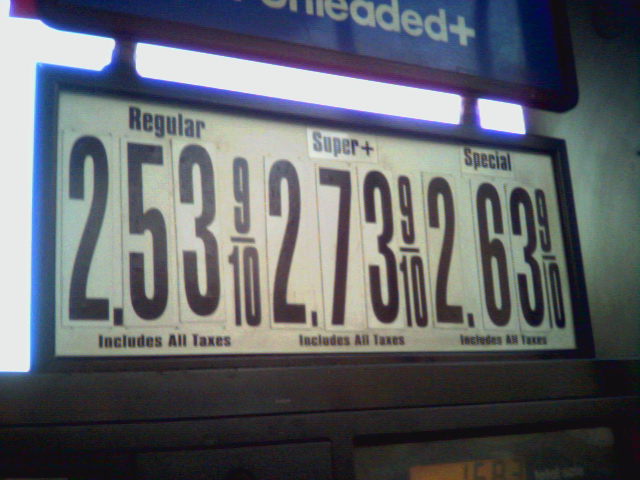 Unleaded+
Regular Super+ Special
2.53 9/10 2.73 9/10 2.63 9/10
Includes All Taxes Includes All Taxes Includes All Taxes